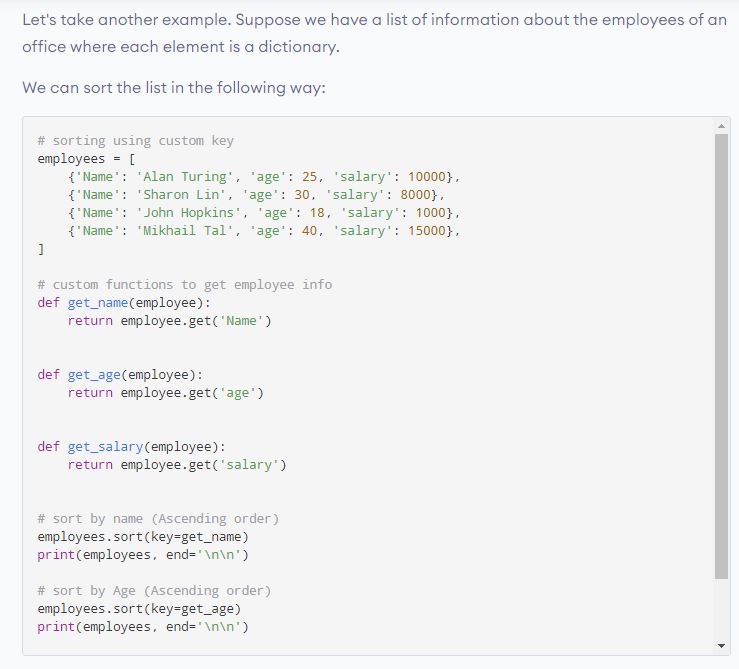 Let's take another example. Suppose we have a list of information about the employees of an
office where each element is a dictionary.
We can sort the list in the following way:
# sorting using custom key
employees = [
    {'Name': 'Alan Turing', 'age': 25, 'salary': 10000},
    {'Name': 'Sharon Lin', 'age': 30, 'salary': 8000},
    {'Name': 'John Hopkins', 'age': 18, 'salary': 1000},
    {'Name': 'Mikhail Tal', 'age': 40, 'salary': 15000},
]
# custom functions to get employee info
def get_name(employee):
    return employee.get('Name')
def get_age(employee):
    return employee.get('age')
def get_salary(employee):
    return employee.get('salary')
# sort by name (Ascending order)
employees.sort(key=get_name)
print(employees, end='\n\n')
# sort by Age (Ascending order)
employees.sort(key=get_age)
print(employees, end='\n\n')